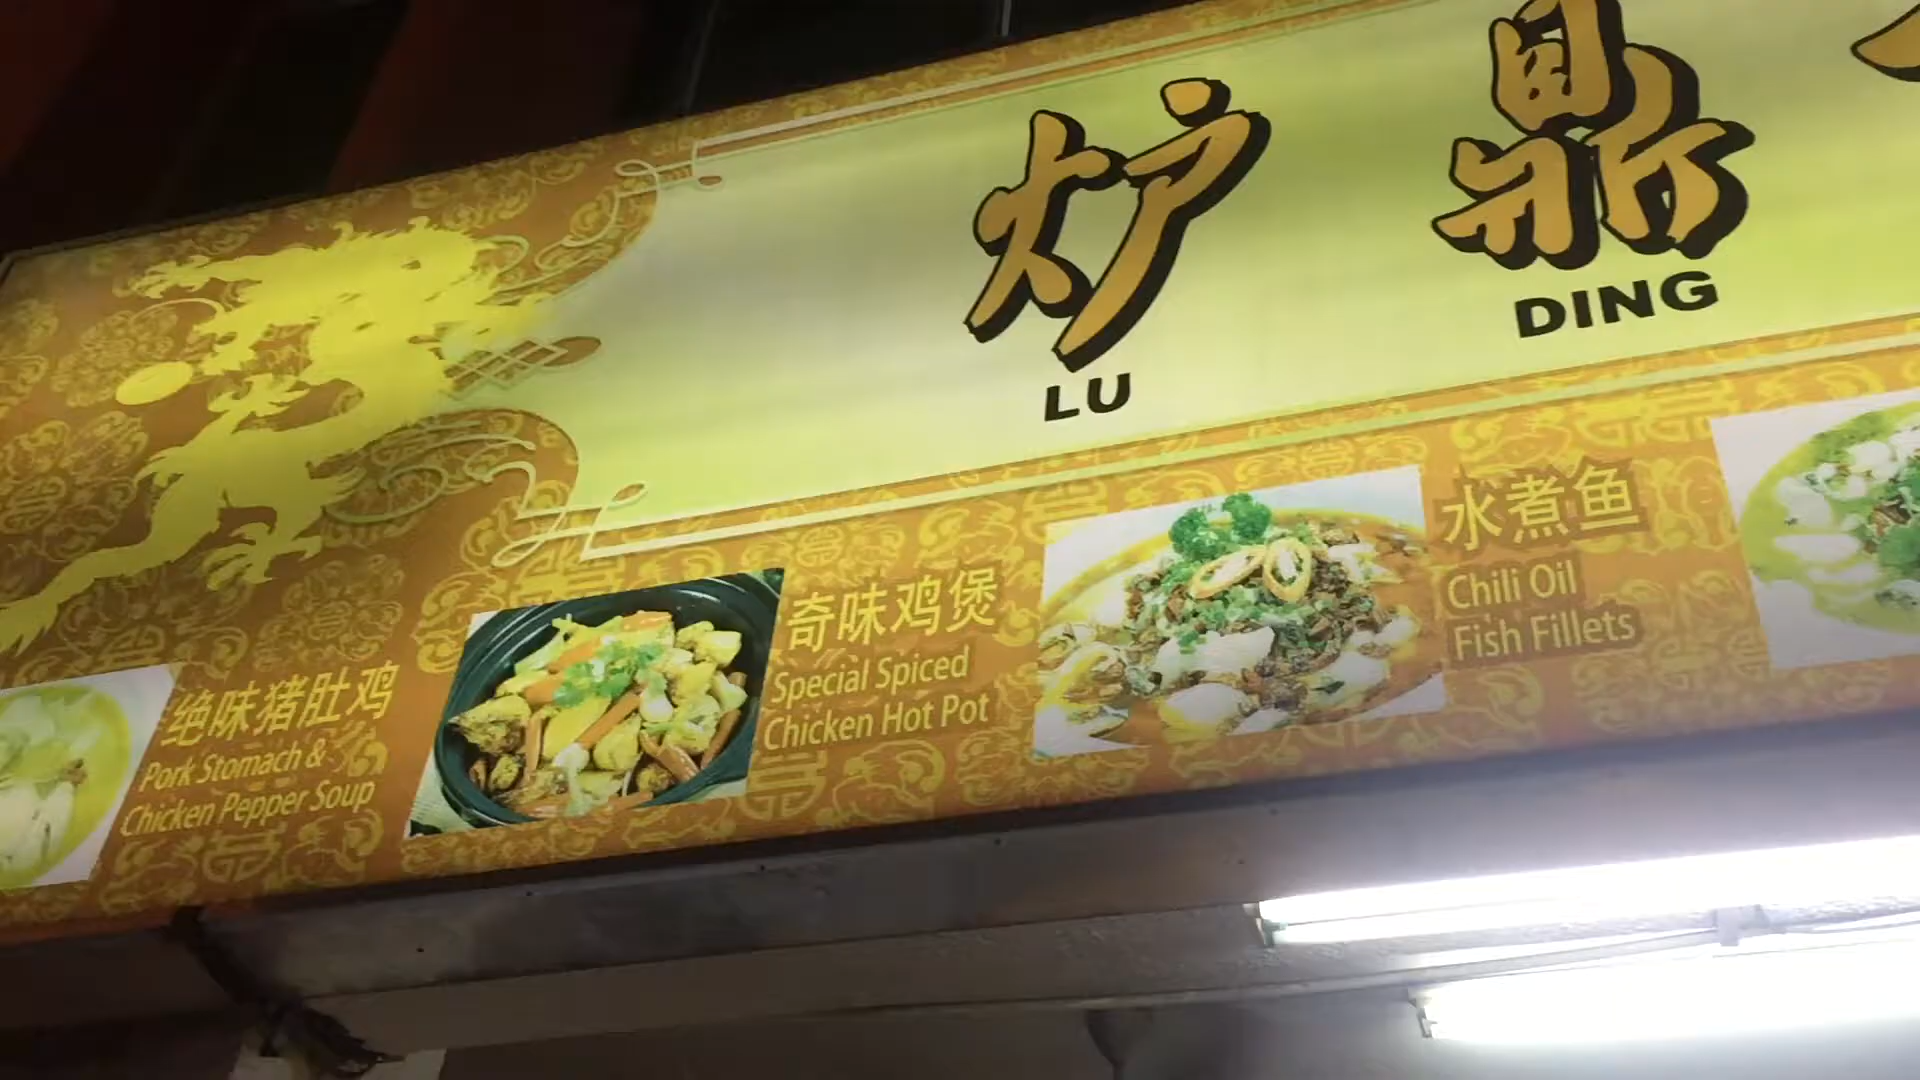 炉 鼎
LU DING
绝味猪肚鸡
Pork Stomach &
Chicken Pepper Soup
奇味鸡煲
Special Spiced
Chicken Hot Pot
水煮鱼
Chili Oil
Fish Fillets